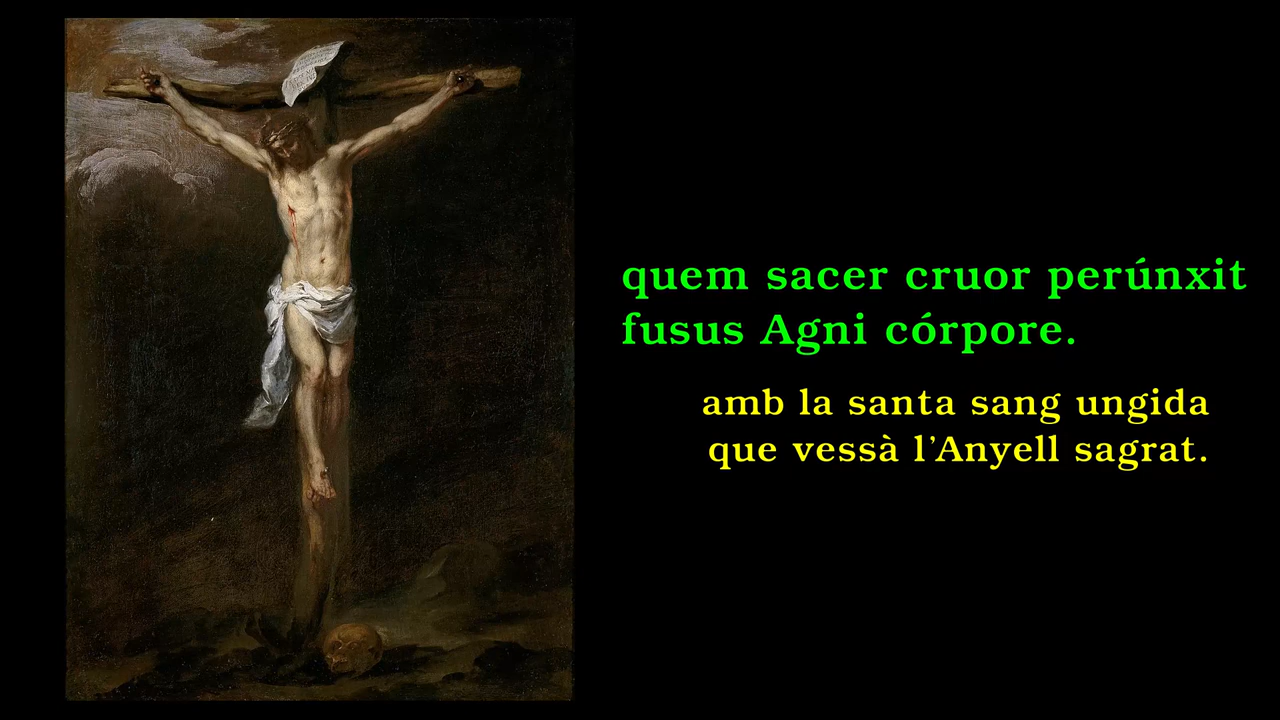 quem sacer cruor perúnxit
fusus Agni córpore.
amb la santa sang ungida
que vessà l’Anyell sagrat.